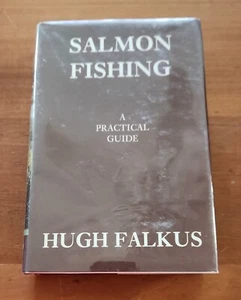 SALMON
FISHING
A
PRACTICAL
GUIDE
HUGH FALKUS